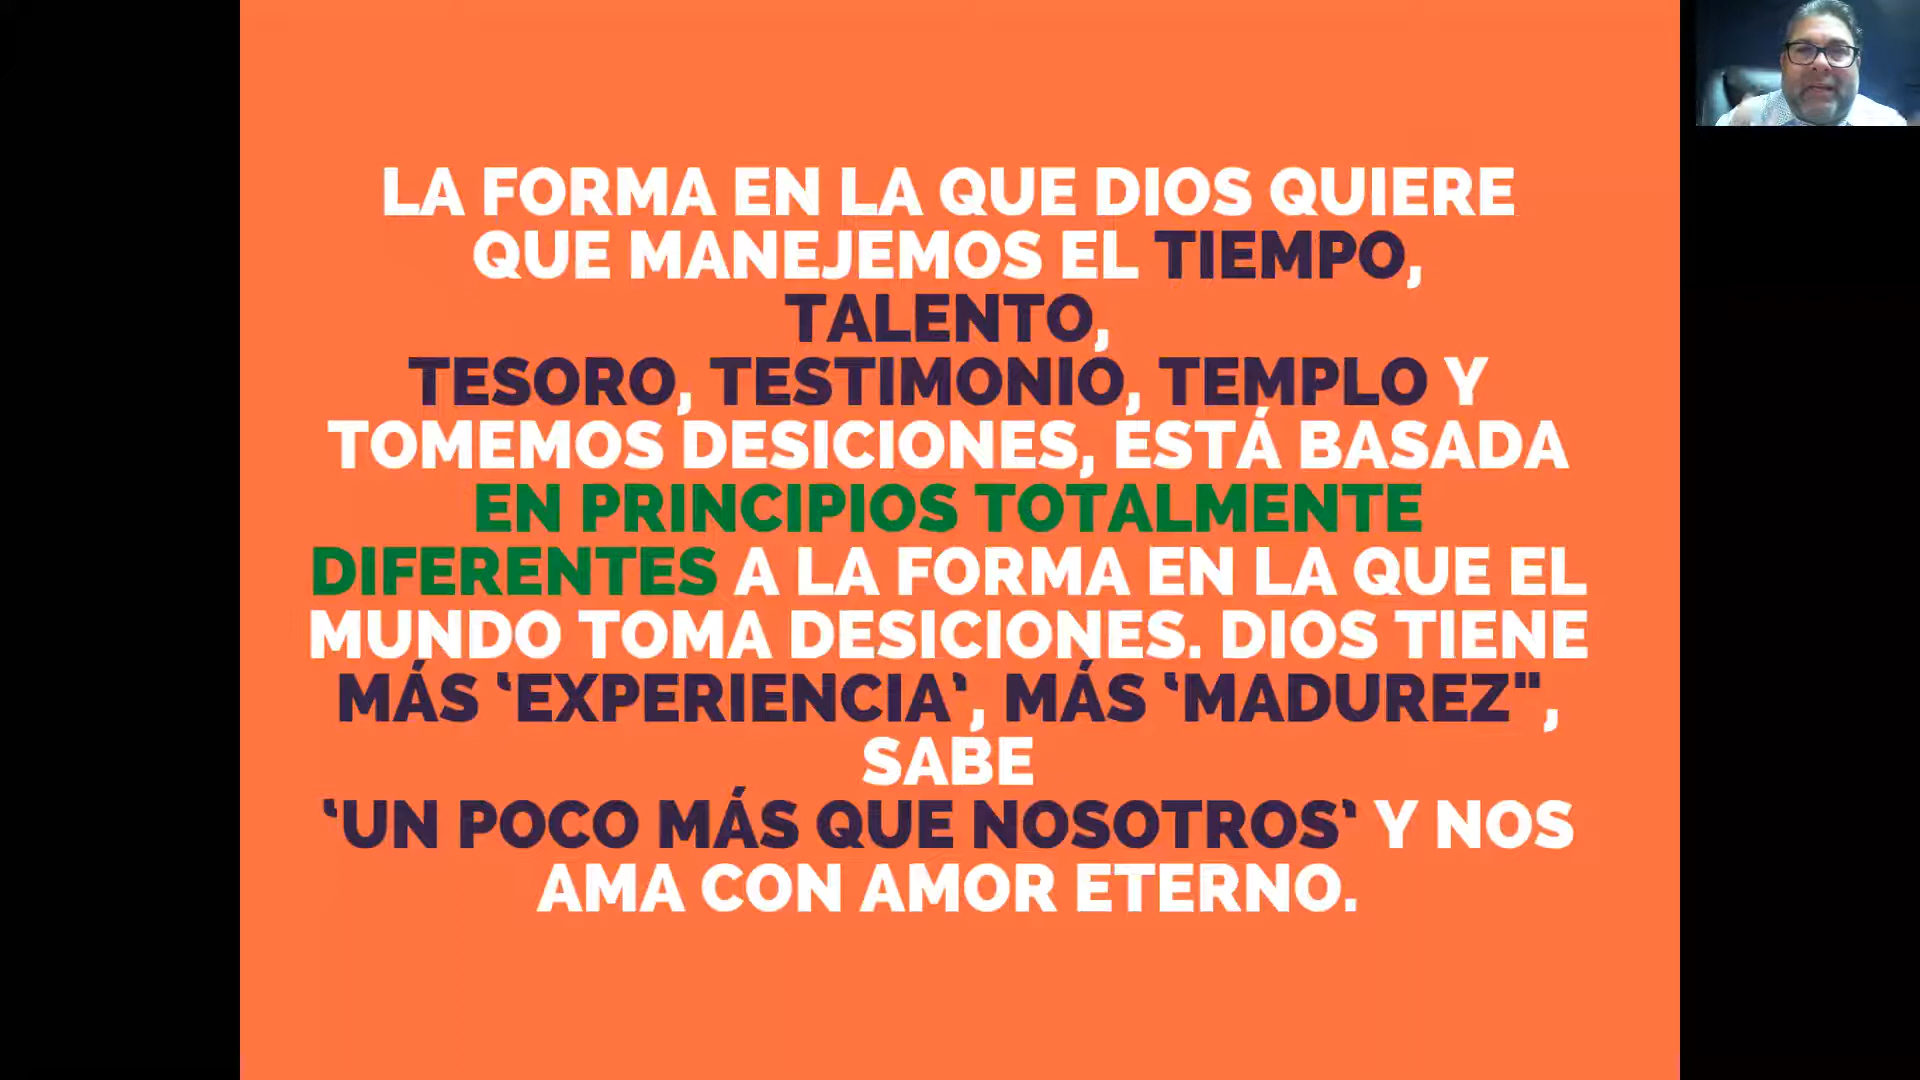 LA FORMA EN LA QUE DIOS QUIERE
QUE MANEJEMOS EL TIEMPO,
TALENTO,
TESORO, TESTIMONIO, TEMPLO Y
TOMEMOS DESICIONES, ESTÁ BASADA
EN PRINCIPIOS TOTALMENTE
DIFERENTES A LA FORMA EN LA QUE EL
MUNDO TOMA DESICIONES. DIOS TIENE
MÁS ‘EXPERIENCIA‛, MÁS ‘MADUREZ", 
SABE
‘UN POCO MÁS QUE NOSOTROS’ Y NOS
AMA CON AMOR ETERNO.